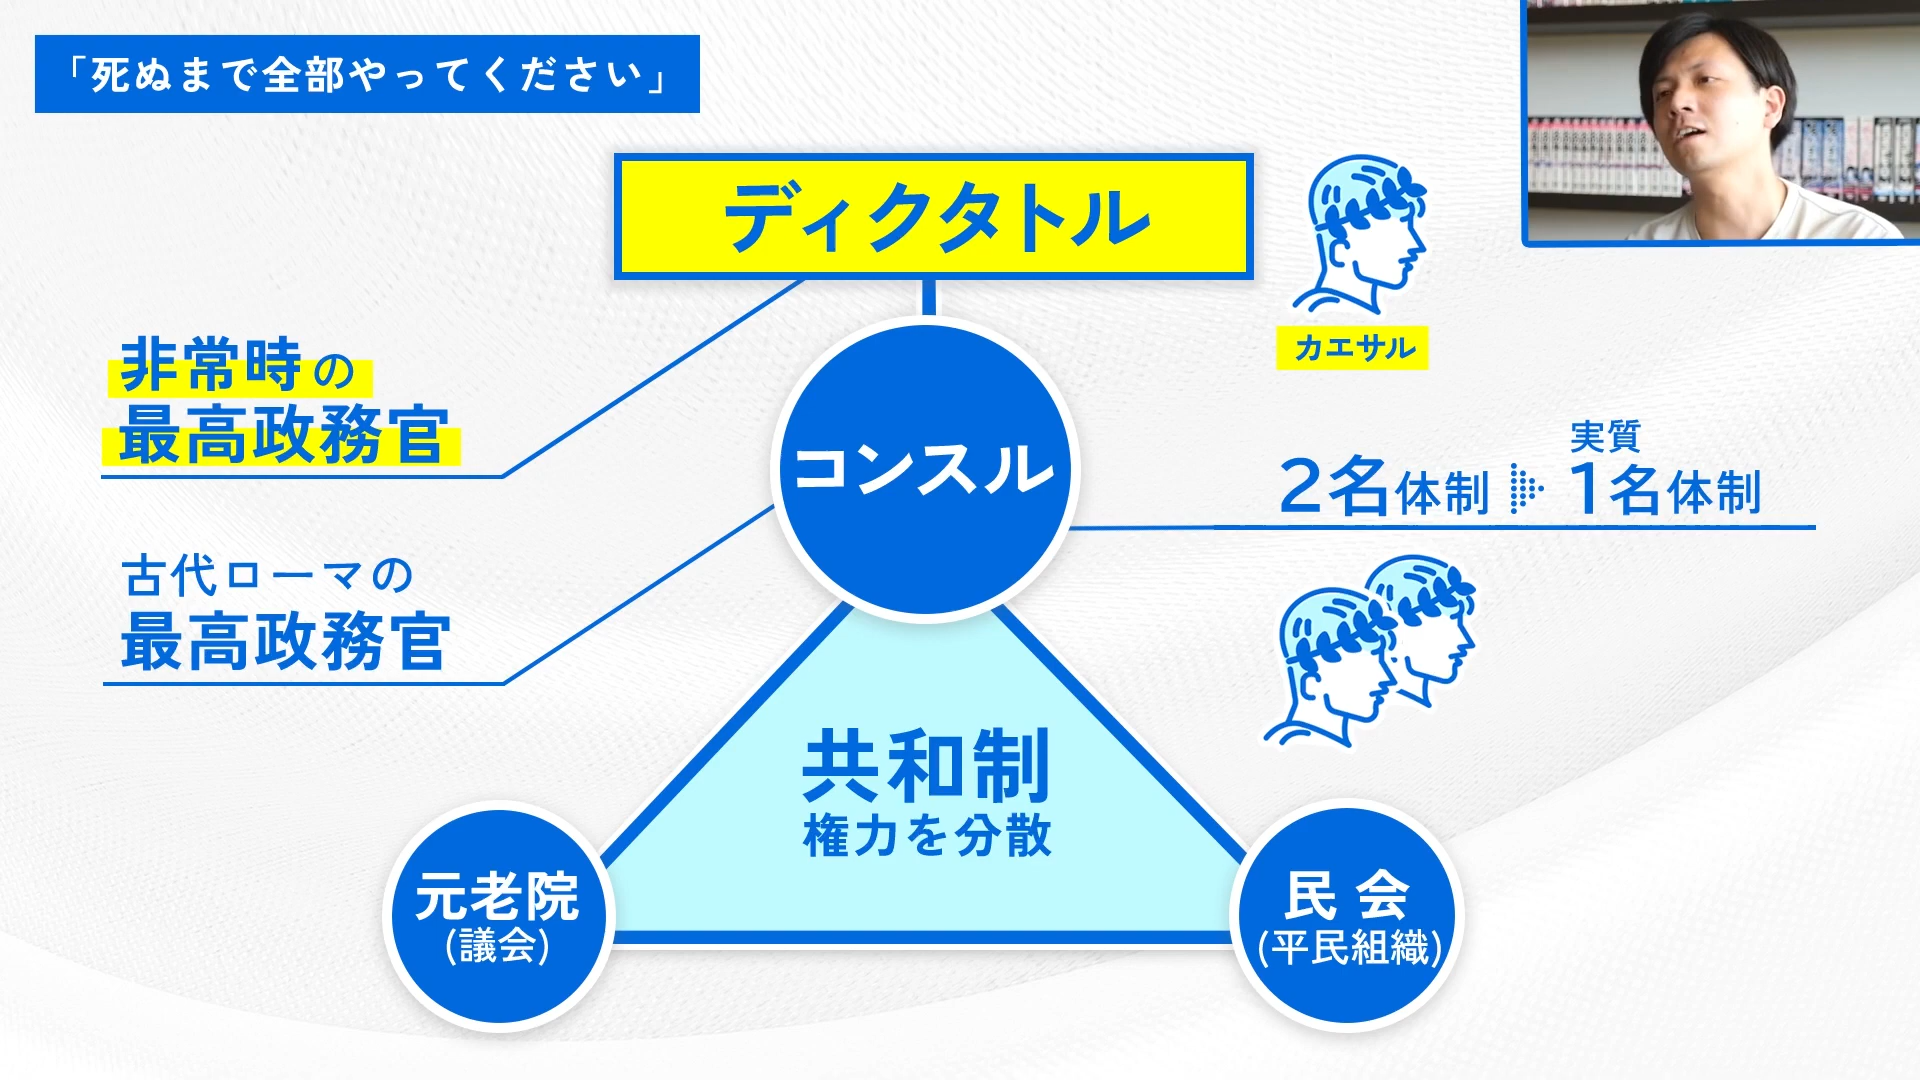 「死ぬまで全部やってください」
ディクタトル
カエサル
非常時の
最高政務官
コンスル
実質
2名体制 1名体制
古代ローマの
最高政務官
共和制
権力を分散
元老院
(議会)
民会
(平民組織)